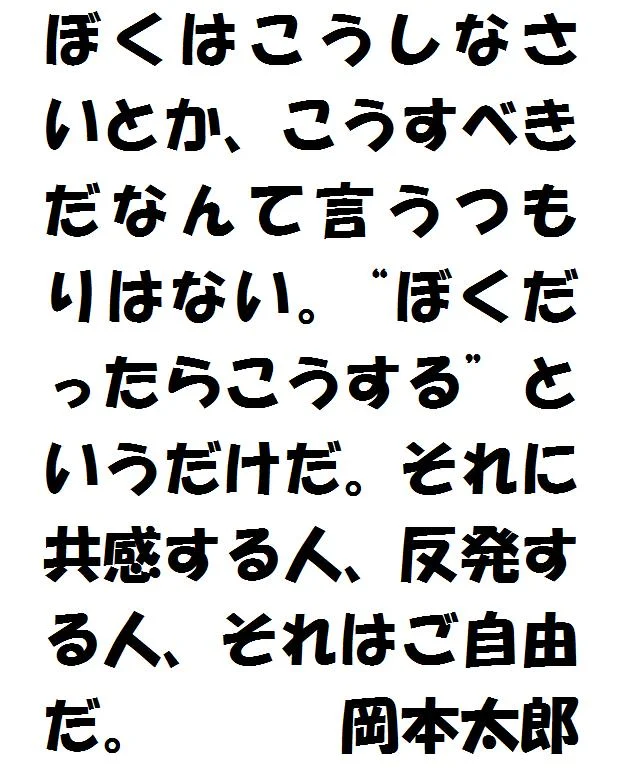 ぼくはこうしなさ
いとか、こうすべき
だなんて言うつも
りはない。“ぼくだ
ったらこうする” と
いうだけだ。それに
共感する人、反発す
る人、それはご自由
だ。　　　岡本太郎